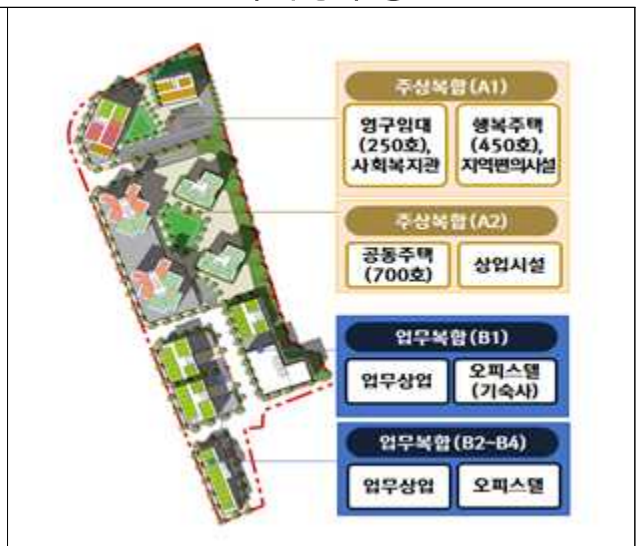 주상복합(A1)
영구임대
(250호),
사회복지관
행복주택
(450호),
지역편의시설
주상복합(A2)
공동주택
(700호)
상업시설
업무복합(B1)
업무상업
오피스텔
(기숙사)
업무복합(B2~B4)
업무상업
오피스텔